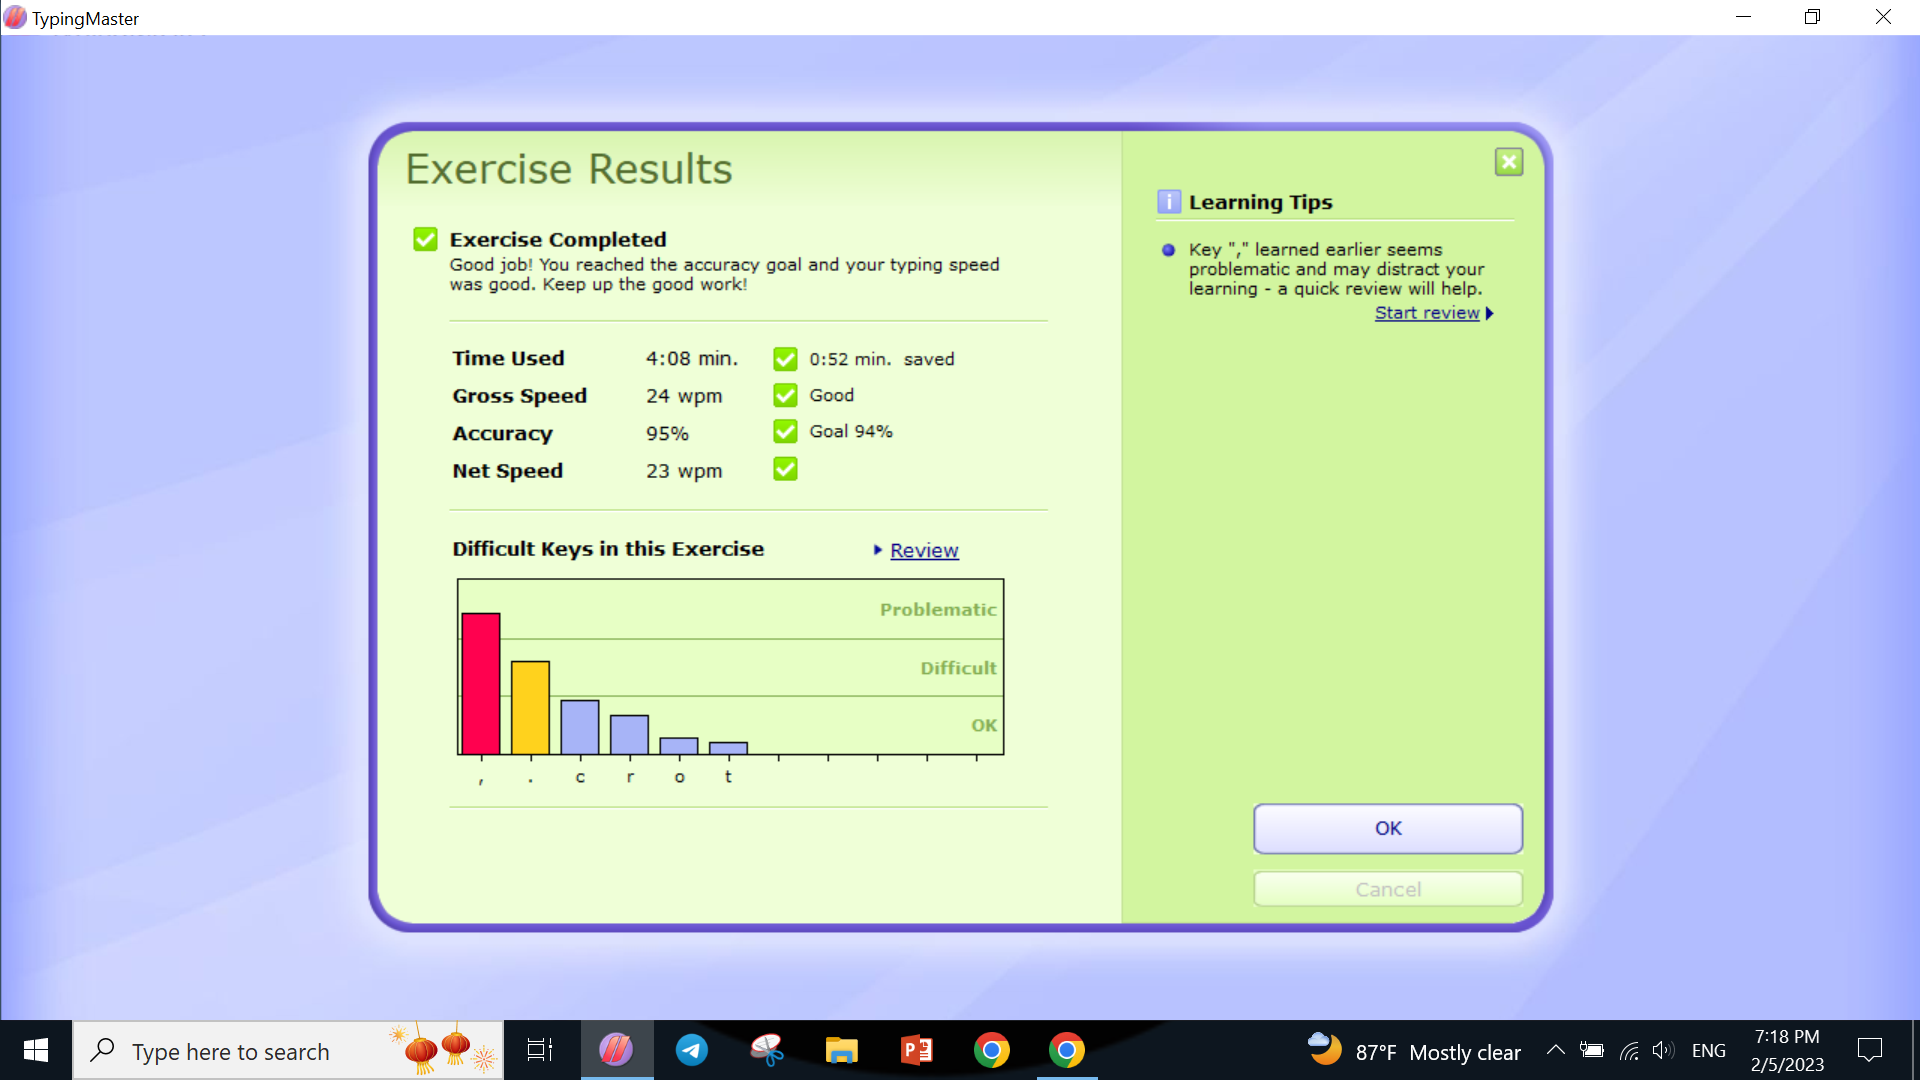 TypingMaster
Exercise Results
Exercise Completed
Good job! You reached the accuracy goal and your typing speed
was good. Keep up the good work!
Time Used 4:08 min. 0:52 min. saved
Gross Speed 24 wpm Good
Accuracy 95% Goal 94%
Net Speed 23 wpm
Difficult Keys in this Exercise Review
Problematic
Difficult
OK
, . c r o t
i Learning Tips
Key "," learned earlier seems
problematic and may distract your
learning - a quick review will help.
Start review
OK
Cancel
Type here to search
87°F Mostly clear
ENG
7:18 PM
2/5/2023